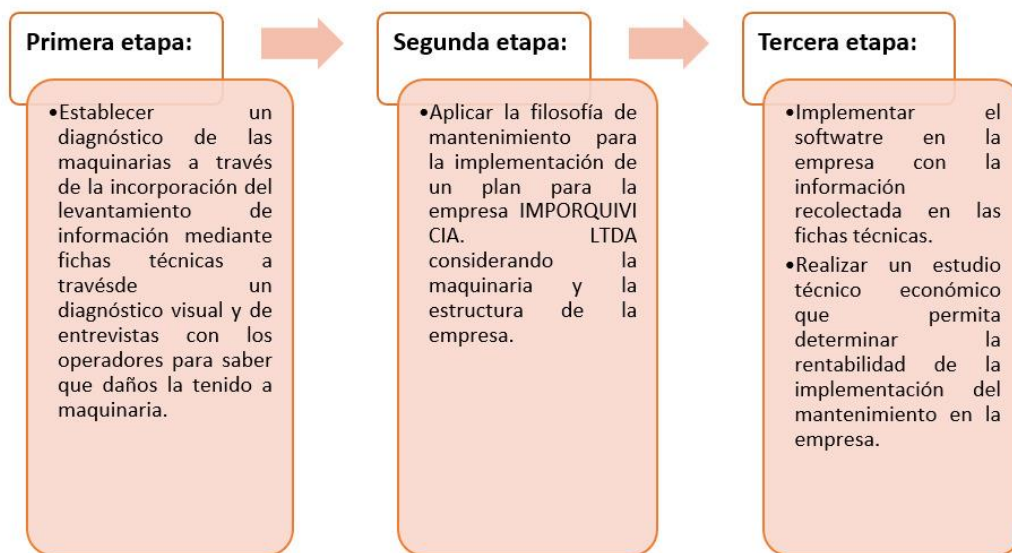 Primera etapa:
•Establecer un
diagnóstico de las
maquinarias a través
de la incorporación del
levantamiento de
información mediante
fichas técnicas a
travésde un
diagnóstico visual y de
entrevistas con los
operadores para saber
que daños la tenido a
maquinaria.
Segunda etapa:
•Aplicar la filosofía de
mantenimiento para
la implementación de
un plan para la
empresa IMPORQUIVI
CIA. LTDA
considerando la
maquinaria y la
estructura de la
empresa.
Tercera etapa:
•Implementar el
softwatre en la
empresa con la
información
recolectada en las
fichas técnicas.
•Realizar un estudio
técnico económico
que permita
determinar la
rentabilidad de la
implementación del
mantenimiento en la
empresa.